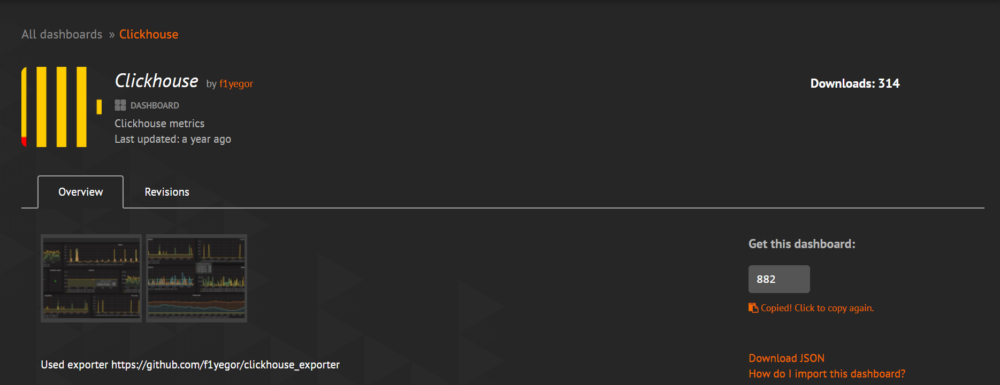 All dashboards » Clickhouse
Clickhouse by f1yegor
Downloads: 314
DASHBOARD
Clickhouse metrics
Last updated: a year ago
Overview
Revisions
Get this dashboard:
882
Copied! Click to copy again.
Used exporter https://github.com/f1yegor/clickhouse_exporter
Download JSON
How do I import this dashboard?